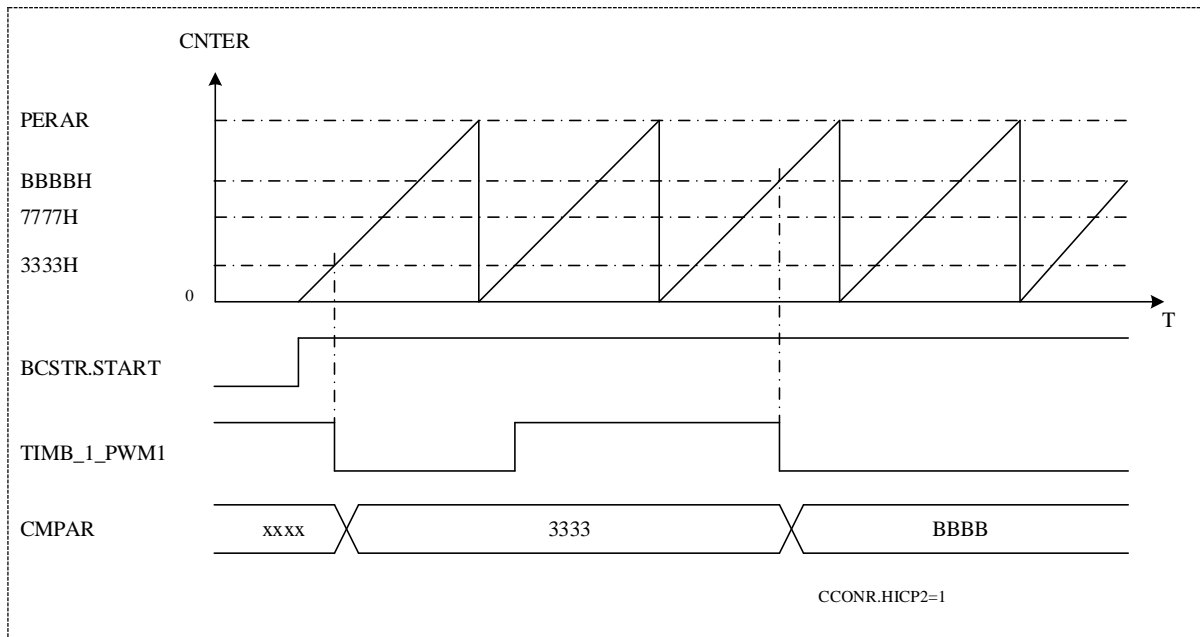 CNTER
PERAR
BBBBH
7777H
3333H
0
T
BCSTR.START
TIMB_1_PWM1
CMPAR xxxx 3333 BBBB
CCONR.HICP2=1